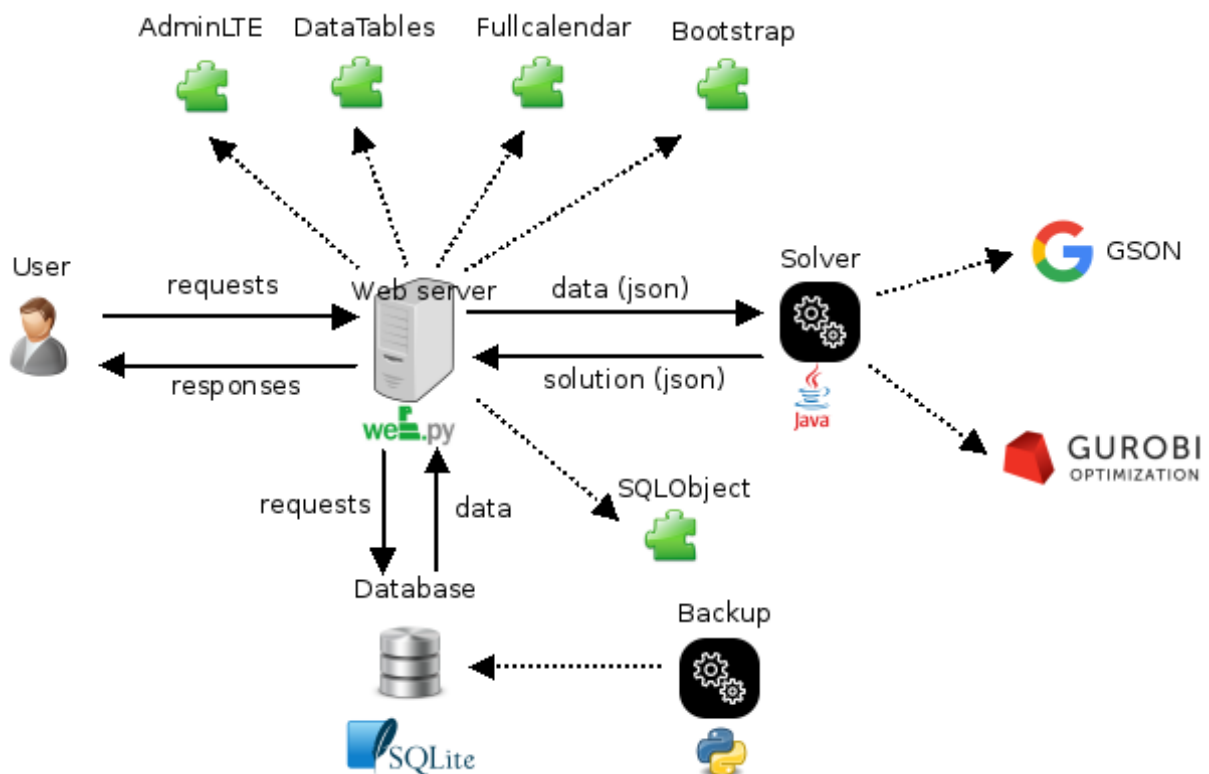 AdminLTE
DataTables
Fullcalendar
Bootstrap
User
requests
Web server
data (json)
Solver
GSON
responses
solution (json)
Java
web.py
GUROBI
OPTIMIZATION
requests
data
SQLObject
Database
Backup
SQLite